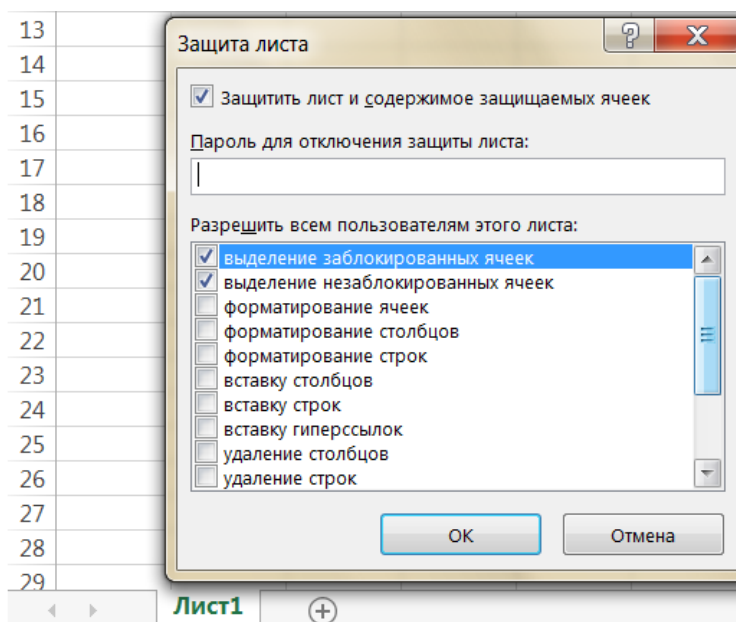 13
14
15
16
17
18
19
20
21
22
23
24
25
26
27
28
29
Защита листа
?
Защитить лист и содержимое защищаемых ячеек
Пароль для отключения защиты листа:
Разрешить всем пользователям этого листа:
выделение заблокированных ячеек
выделение незаблокированных ячеек
форматирование ячеек
форматирование столбцов
форматирование строк
вставку столбцов
вставку строк
вставку гиперссылок
удаление столбцов
удаление строк
ОК
Отмена
Лист1